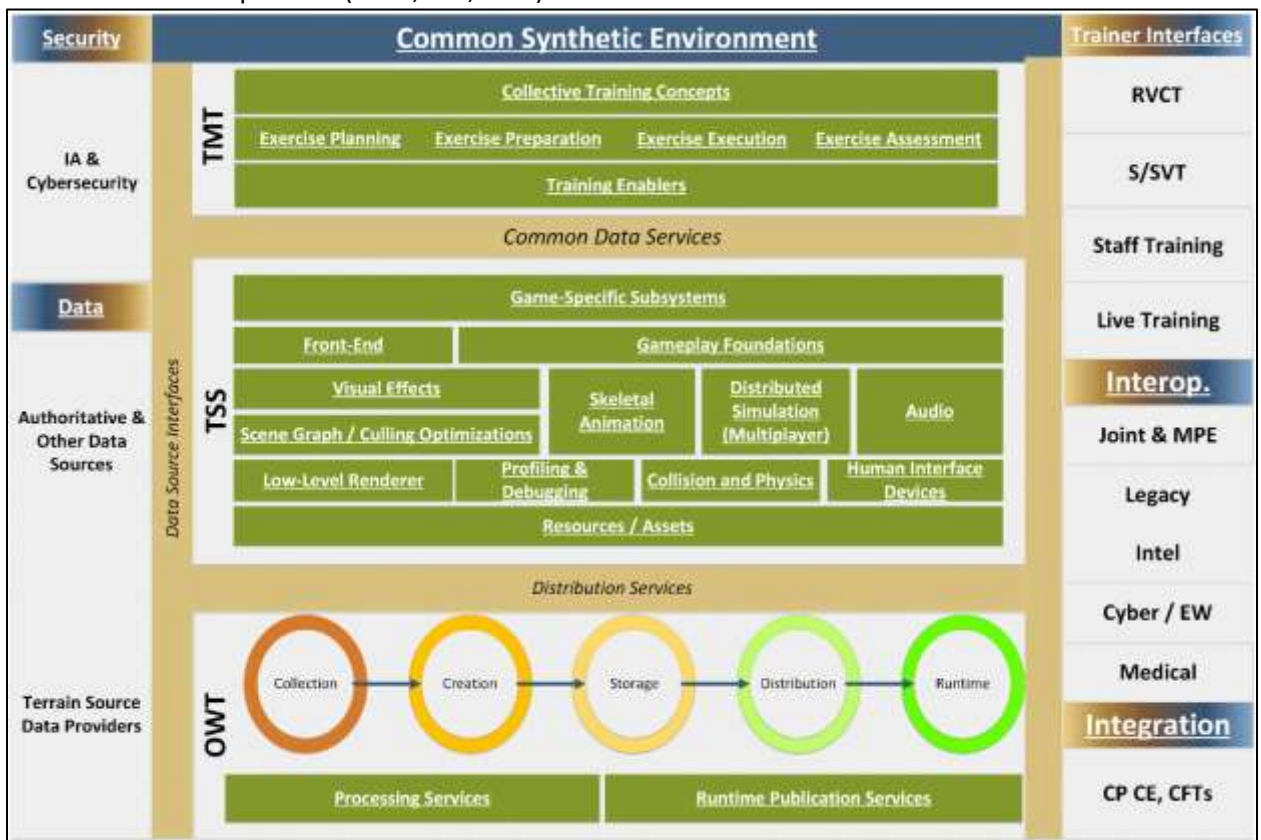 Security
IA &
Cybersecurity
Data
Authoritative &
Other Data
Sources
Terrain Source
Data Providers
Common Synthetic Environment
Data Source Interfaces
TMT
Collective Training Concepts
Exercise Planning Exercise Preparation Exercise Execution Exercise Assessment
Training Enablers
Common Data Services
TSS
Game-Specific Subsystems
Front-End
Gameplay Foundations
Visual Effects
Scene Graph / Culling Optimizations
Skeletal
Animation
Distributed
Simulation
(Multiplayer)
Audio
Low-Level Renderer
Profiling &
Debugging
Collision and Physics
Human Interface
Devices
Resources / Assets
Distribution Services
OWT
Collection
Creation
Storage
Distribution
Runtime
Processing Services
Runtime Publication Services
Trainer Interfaces
RVCT
S/SVT
Staff Training
Live Training
Interop.
Joint & MPE
Legacy
Intel
Cyber / EW
Medical
Integration
CP CE, CFTs